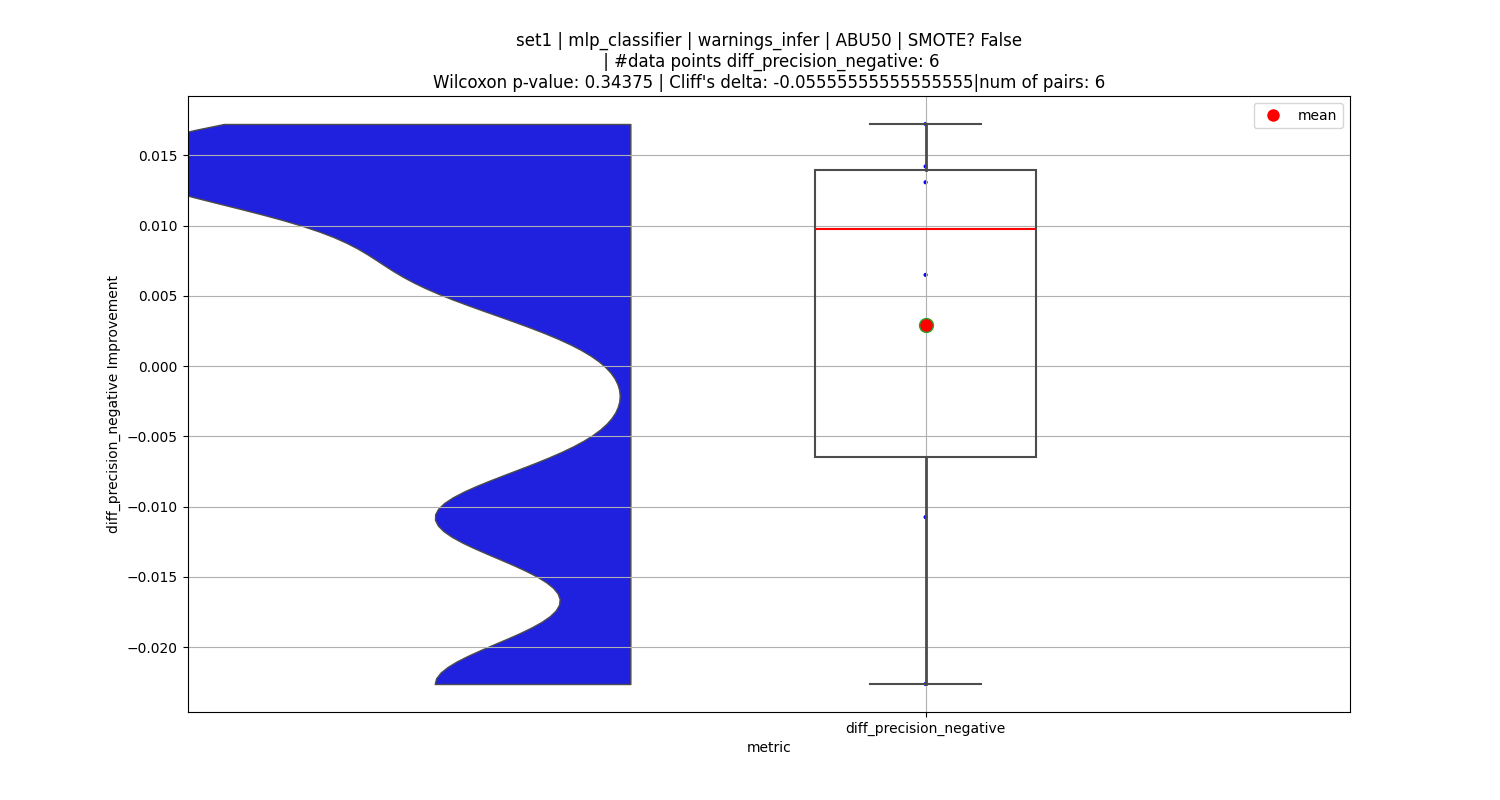 set1 | mlp_classifier | warnings_infer | ABU50 | SMOTE? False
| #data points diff_precision_negative: 6
Wilcoxon p-value: 0.34375 | Cliff's delta: -0.05555555555555555|num of pairs: 6
mean
0.015
0.010
0.005
0.000
−0.005
−0.010
−0.015
−0.020
diff_precision_negative Improvement
diff_precision_negative
metric